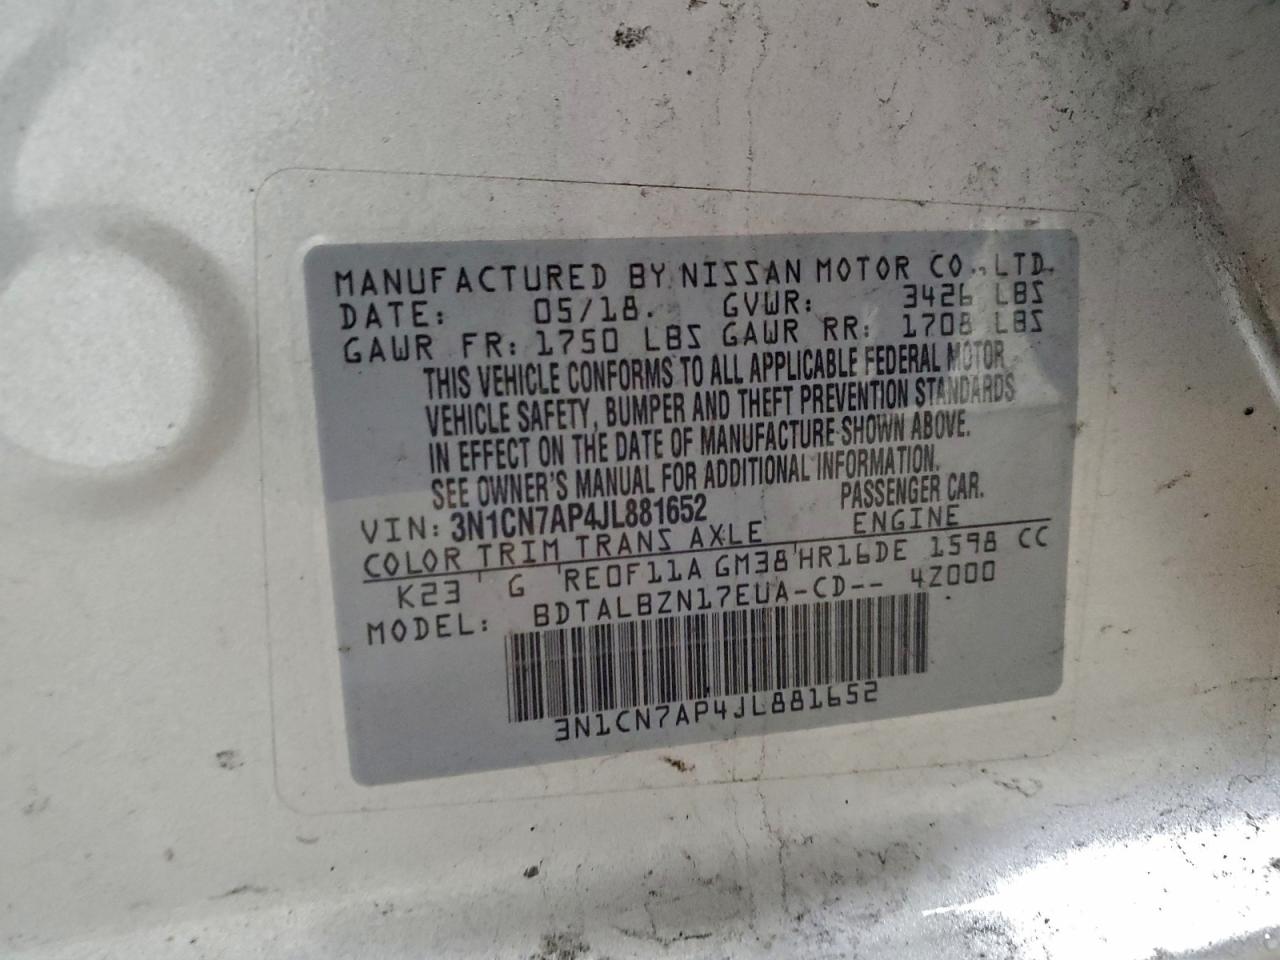 MANUFACTURED BY NISSAN MOTOR CO., LTD.
DATE: 05/18. GVWR: 3426 LBS
GAWR FR: 1750 LBS GAWR RR: 1708 LBS
THIS VEHICLE CONFORMS TO ALL APPLICABLE FEDERAL MOTOR
VEHICLE SAFETY, BUMPER AND THEFT PREVENTION STANDARDS
IN EFFECT ON THE DATE OF MANUFACTURE SHOWN ABOVE.
SEE OWNER'S MANUAL FOR ADDITIONAL INFORMATION.
VIN: 3N1CN7AP4JL881652 PASSENGER CAR.
COLOR TRIM TRANS AXLE ENGINE
K23 G RE0F11A GM38 HR16DE 1598 CC
MODEL: BDTALBZN17EUA-CD-- 4Z000
3N1CN7AP4JL881652